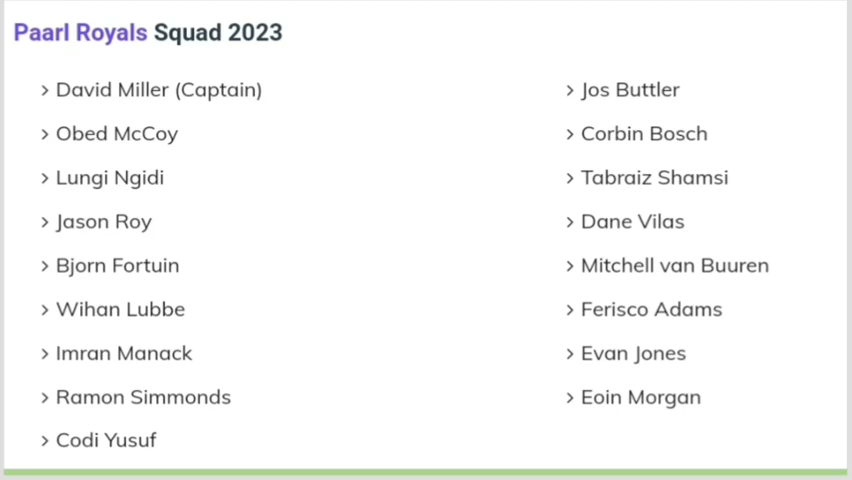 Paarl Royals Squad 2023
> David Miller (Captain)
> Obed McCoy
> Lungi Ngidi
> Jason Roy
> Bjorn Fortuin
> Wihan Lubbe
> Imran Manack
> Ramon Simmonds
> Codi Yusuf
> Jos Buttler
> Corbin Bosch
> Tabraiz Shamsi
> Dane Vilas
> Mitchell van Buuren
> Ferisco Adams
> Evan Jones
> Eoin Morgan